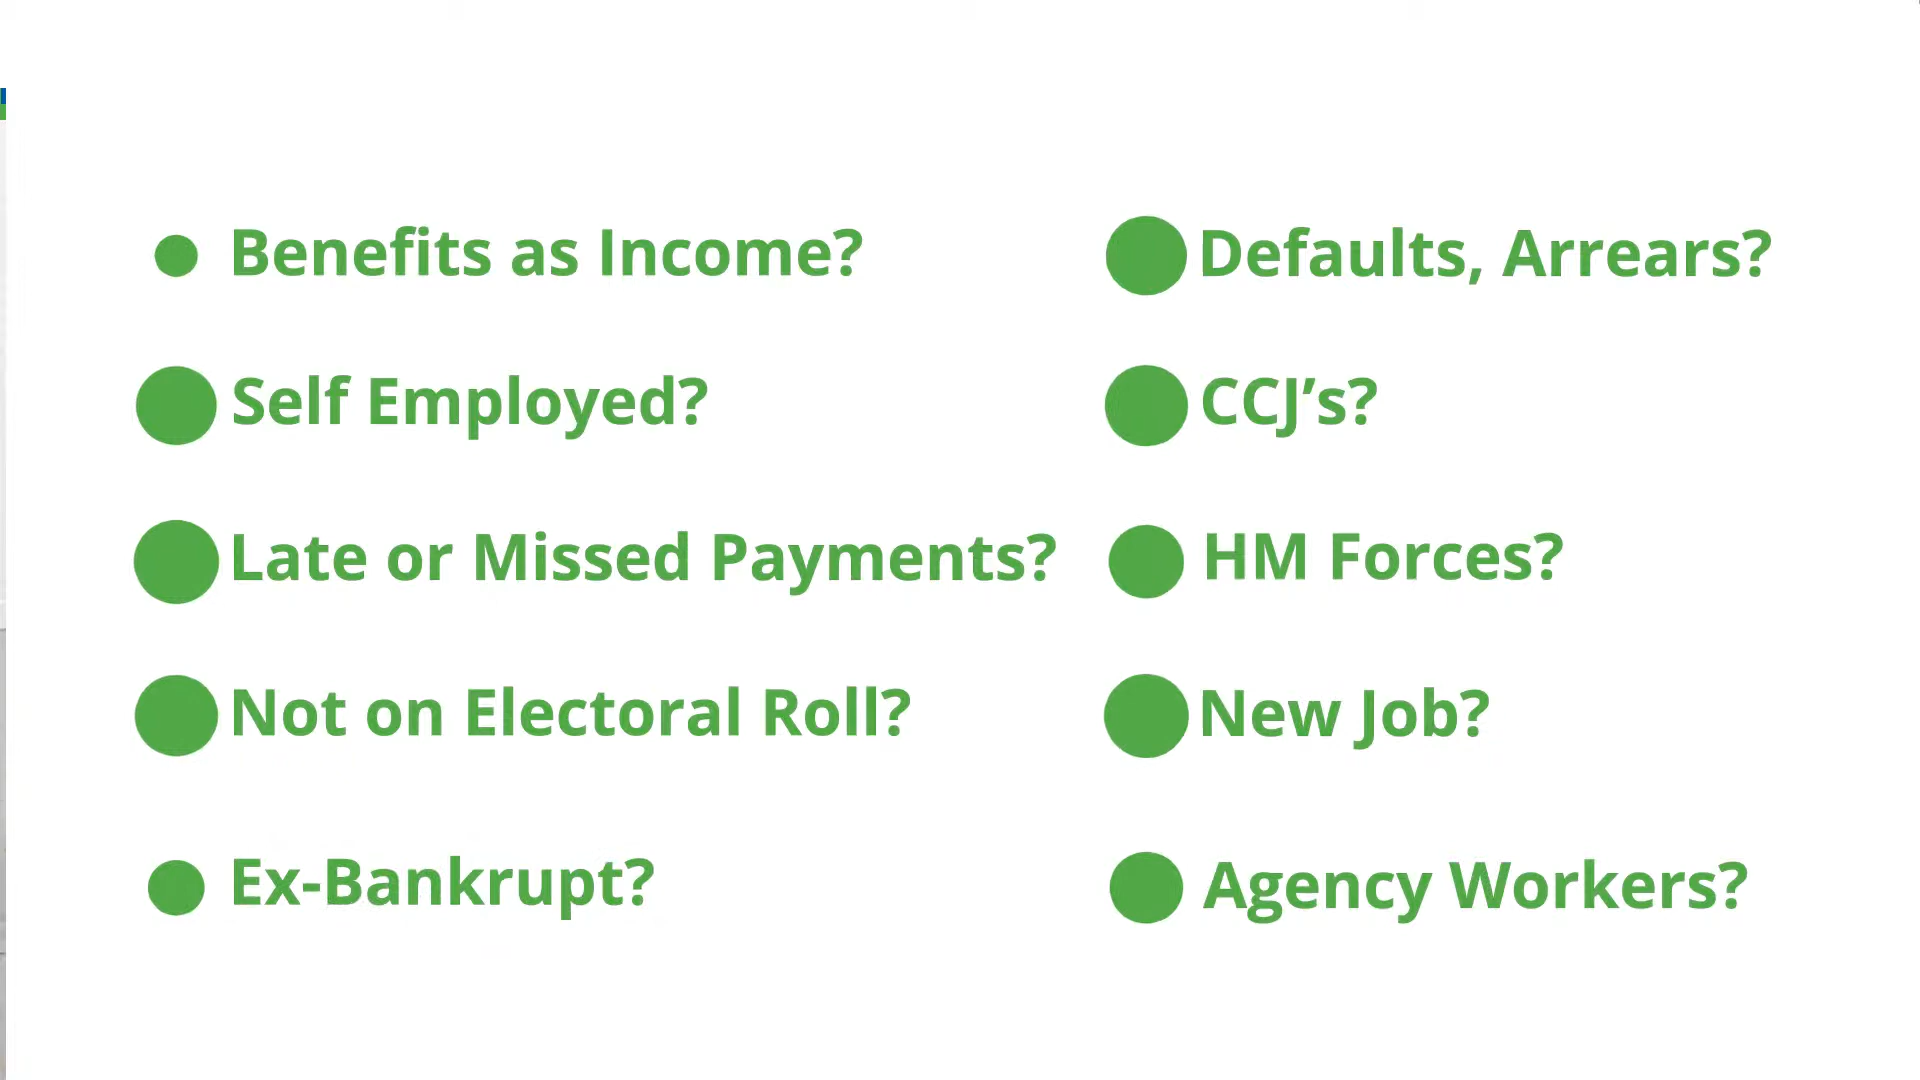 Benefits as Income?
Self Employed?
Late or Missed Payments?
Not on Electoral Roll?
Ex-Bankrupt?
Defaults, Arrears?
CCJ’s?
HM Forces?
New Job?
Agency Workers?